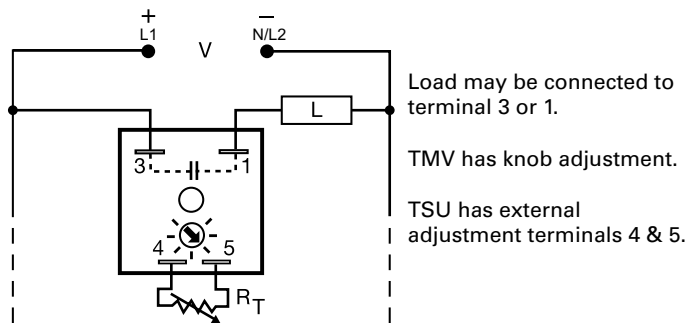 + −
L1 V N/L2
L
3 1
4 5
RT
Load may be connected to
terminal 3 or 1.
TMV has knob adjustment.
TSU has external
adjustment terminals 4 & 5.